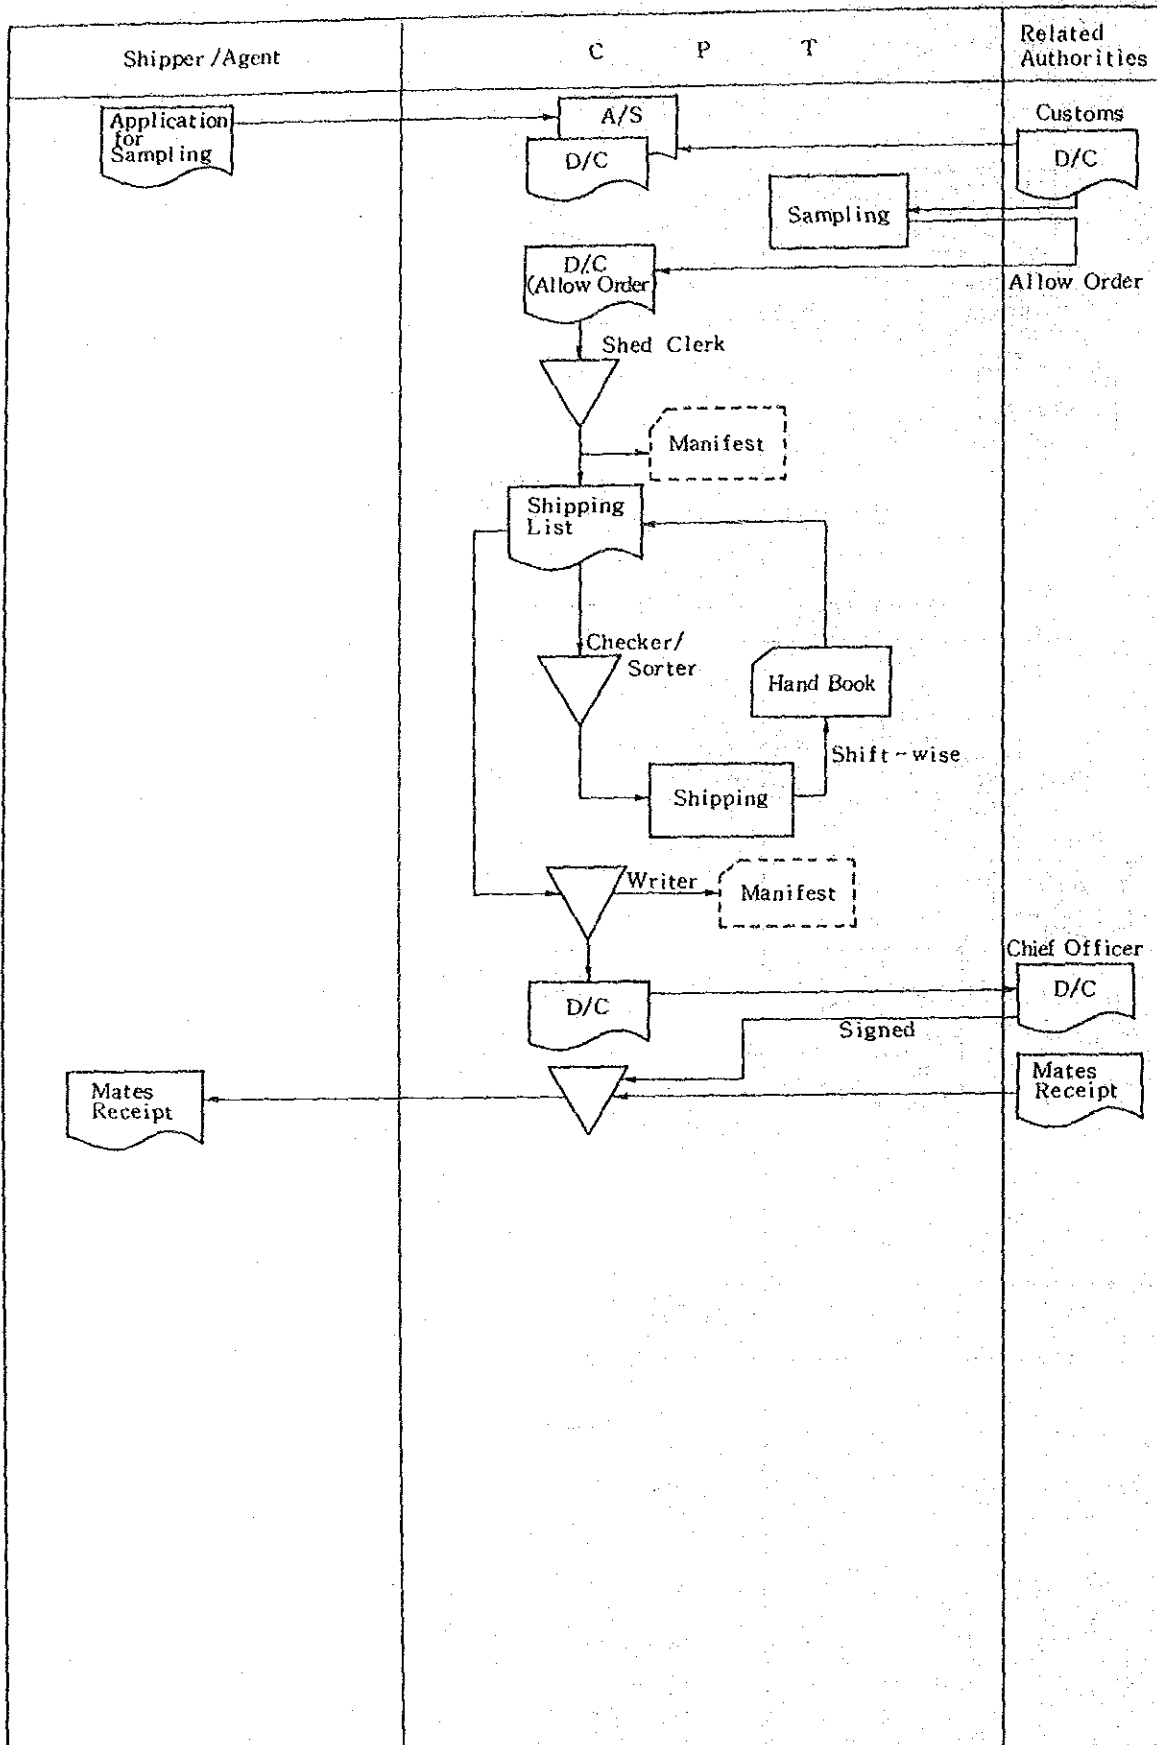 Shipper / Agent
C P T
Related
Authorities
Application
for
Sampling
A/S
D/C
Customs
D/C
Sampling
D/C
(Allow Order)
Allow Order
Shed Clerk
Manifest
Shipping
List
Checker/
Sorter
Hand Book
Shift-wise
Shipping
Writer
Manifest
Chief Officer
D/C
D/C
Signed
Mates
Receipt
Mates
Receipt